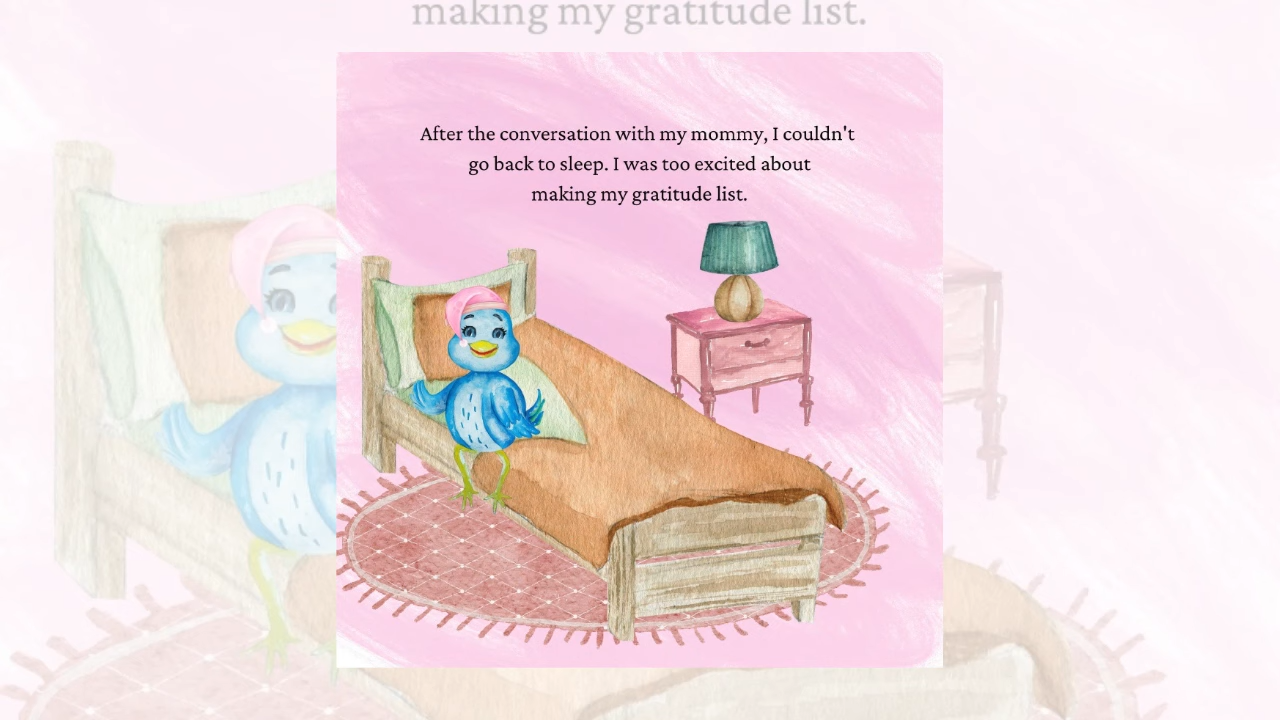 making my gratitude list.
After the conversation with my mommy, I couldn't
go back to sleep. I was too excited about
making my gratitude list.